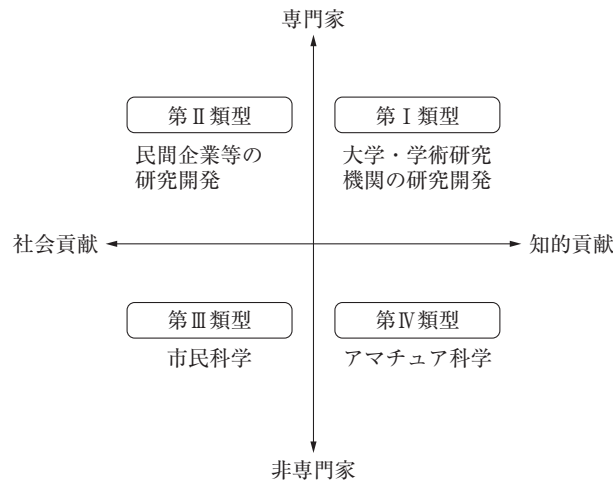 専門家
第Ⅱ類型
第Ⅰ類型
民間企業等の
研究開発
大学・学術研究
機関の研究開発
社会貢献
知的貢献
第Ⅲ類型
第Ⅳ類型
市民科学
アマチュア科学
非専門家